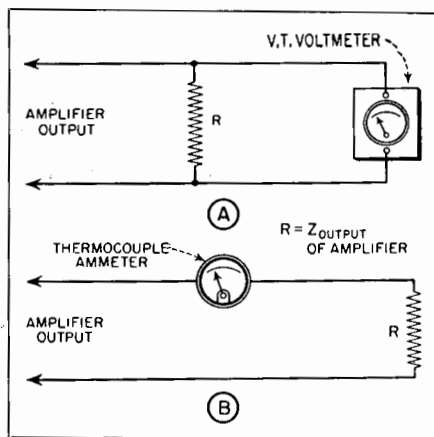 V.T. VOLTMETER
AMPLIFIER
OUTPUT
R
A
R = ZOUTPUT
OF AMPLIFIER
THERMOCOUPLE
AMMETER
AMPLIFIER
OUTPUT
R
B